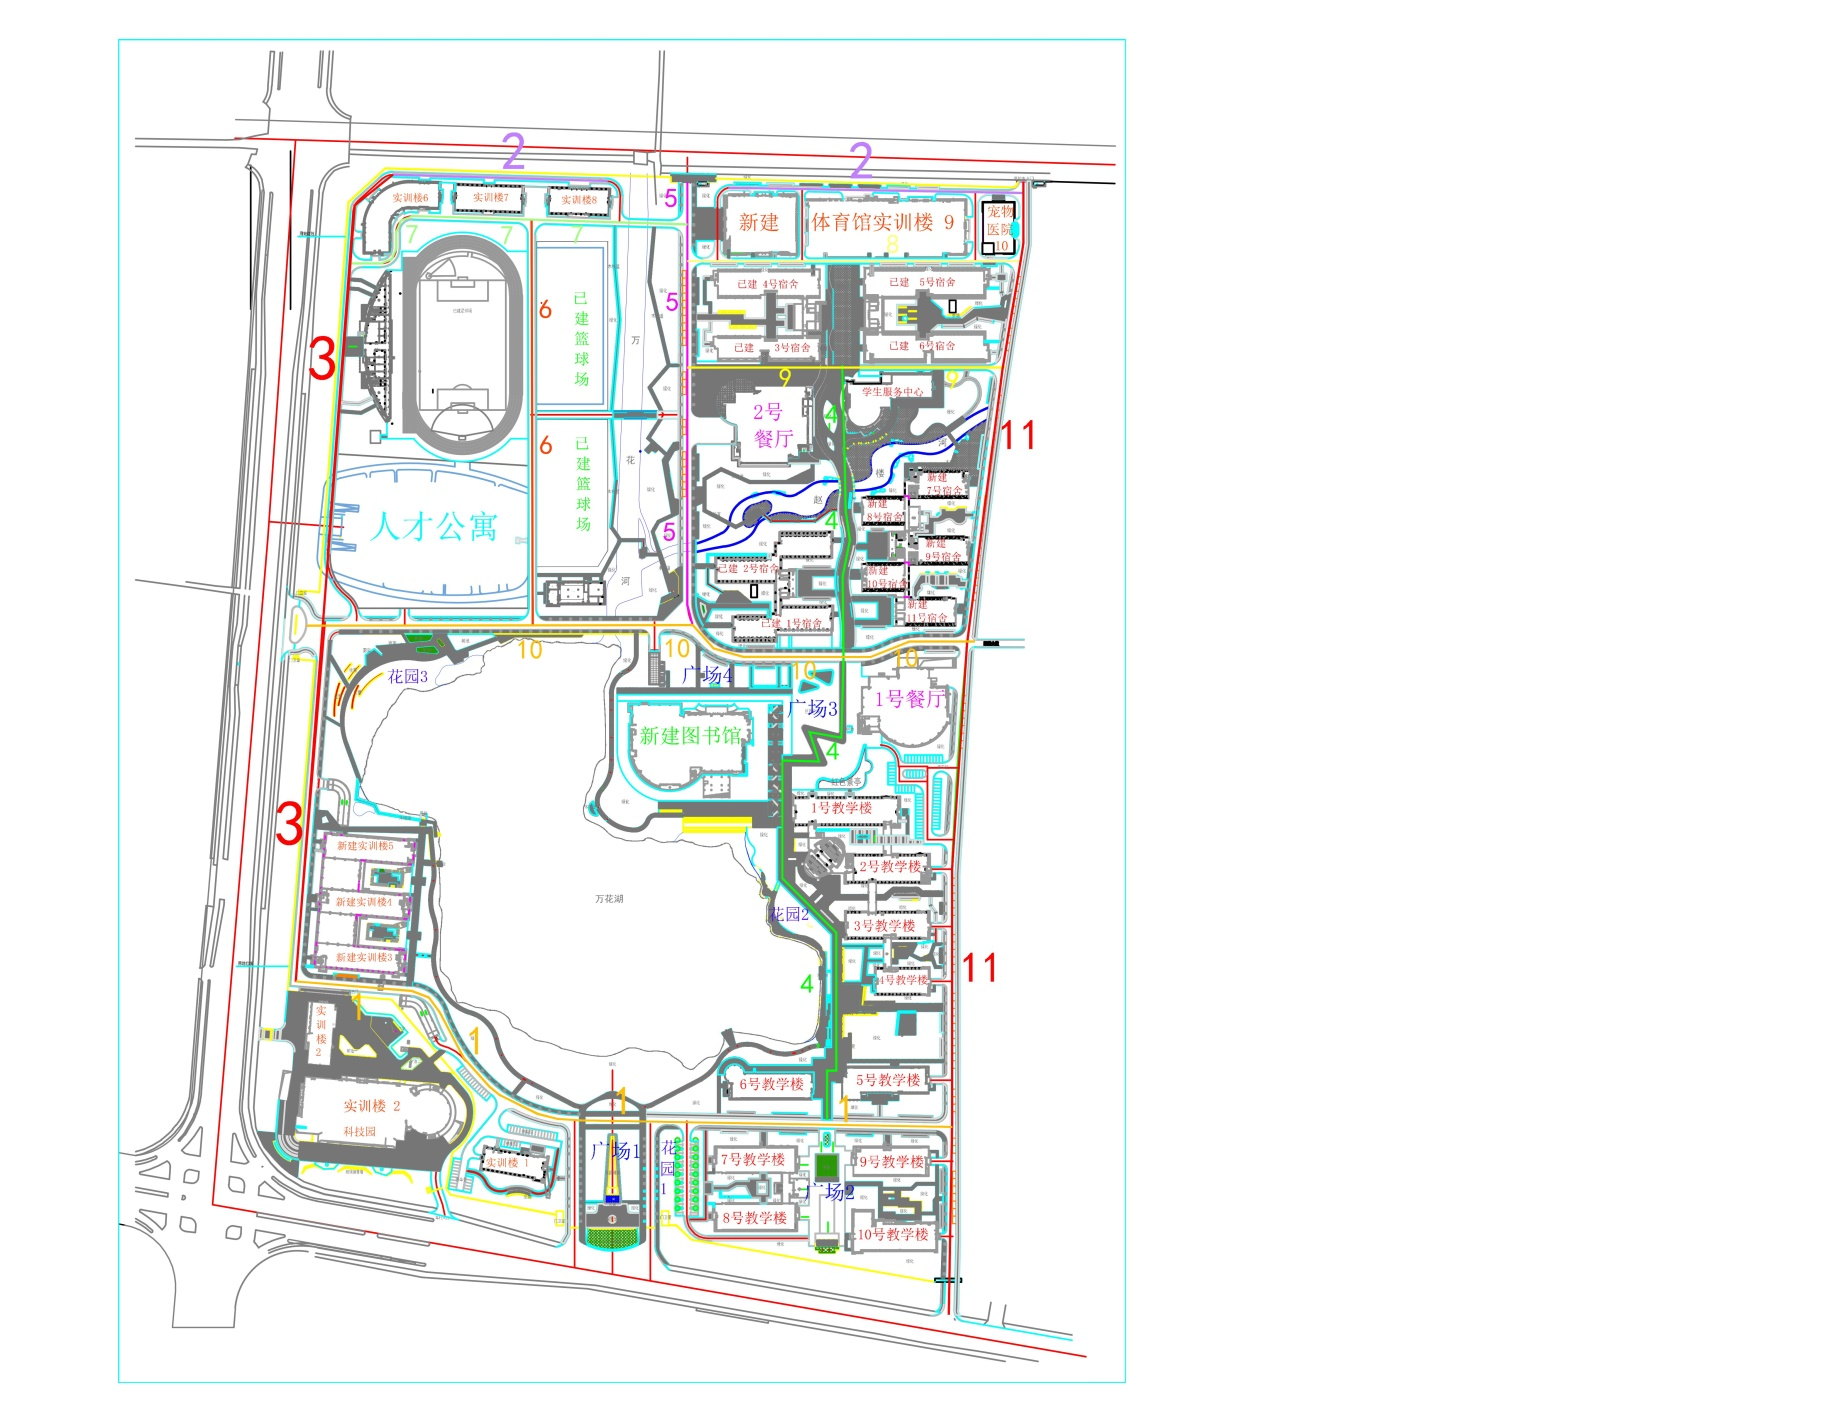 2
2
实训楼6
实训楼7
实训楼8
5
新建
体育馆实训楼 9
宠物
医院
10
7
7
7
8
已建 4号宿舍
已建 5号宿舍
6
已建篮球场
5
万
已建 3号宿舍
已建 6号宿舍
3
9
9
学生服务中心
2号
餐厅
4
11
6
已建篮球场
花
河
楼
赵
新建
7号宿舍
新建
8号宿舍
人才公寓
5
4
新建
9号宿舍
已建 2号宿舍
新建
10号宿舍
河
新建
11号宿舍
已建 1号宿舍
10
10
10
10
花园3
广场4
广场3
1号餐厅
新建图书馆
4
1号教学楼
3
新建实训楼5
2号教学楼
新建实训楼4
万花湖
花园2
3号教学楼
新建实训楼3
11
4号教学楼
4
1
实训楼2
1
6号教学楼
5号教学楼
实训楼 2
科技园
1
1
广场1
花园1
7号教学楼
9号教学楼
实训楼 1
广场2
8号教学楼
10号教学楼